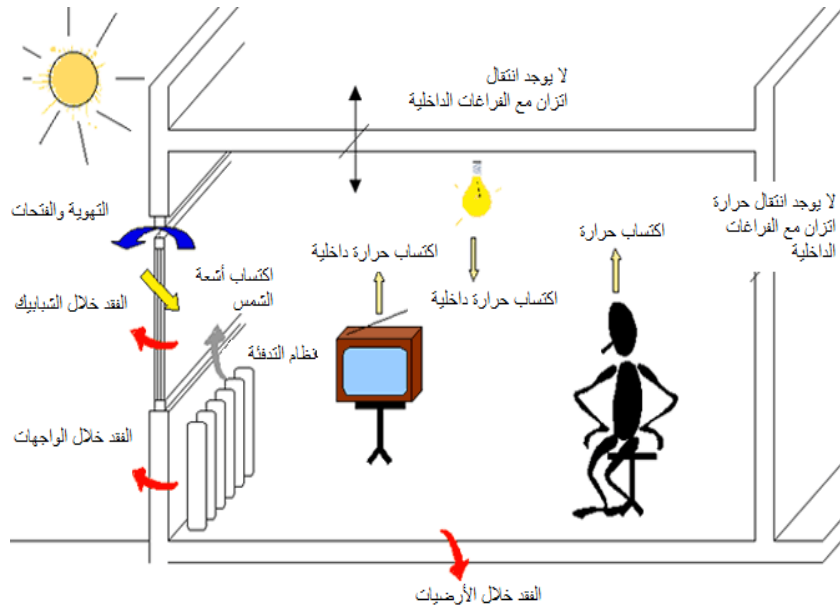 لا يوجد انتقال
اتزان مع الفراغات الداخلية
لا يوجد انتقال حرارة
اتزان مع الفراغات
الداخلية
التهوية والفتحات
اكتساب حرارة
اكتساب حرارة داخلية
اكتساب أشعة
الشمس
اكتساب حرارة داخلية
الفقد خلال الشبابيك
نظام التدفئة
الفقد خلال الواجهات
الفقد خلال الأرضيات